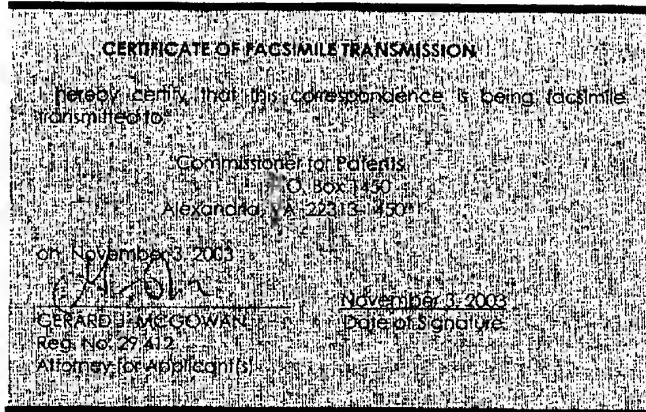 CERTIFICATE OF FACSIMILE TRANSMISSION
I hereby certify that this correspondence is being facsimile
transmitted to:
Commissioner for Patents
P.O. Box 1450
Alexandria, VA 22313-1450
on November 3, 2003
November 3, 2003
GERARD J. MCGOWAN
Date of Signature
Reg. No. 29,412
Attorney for Applicant(s)